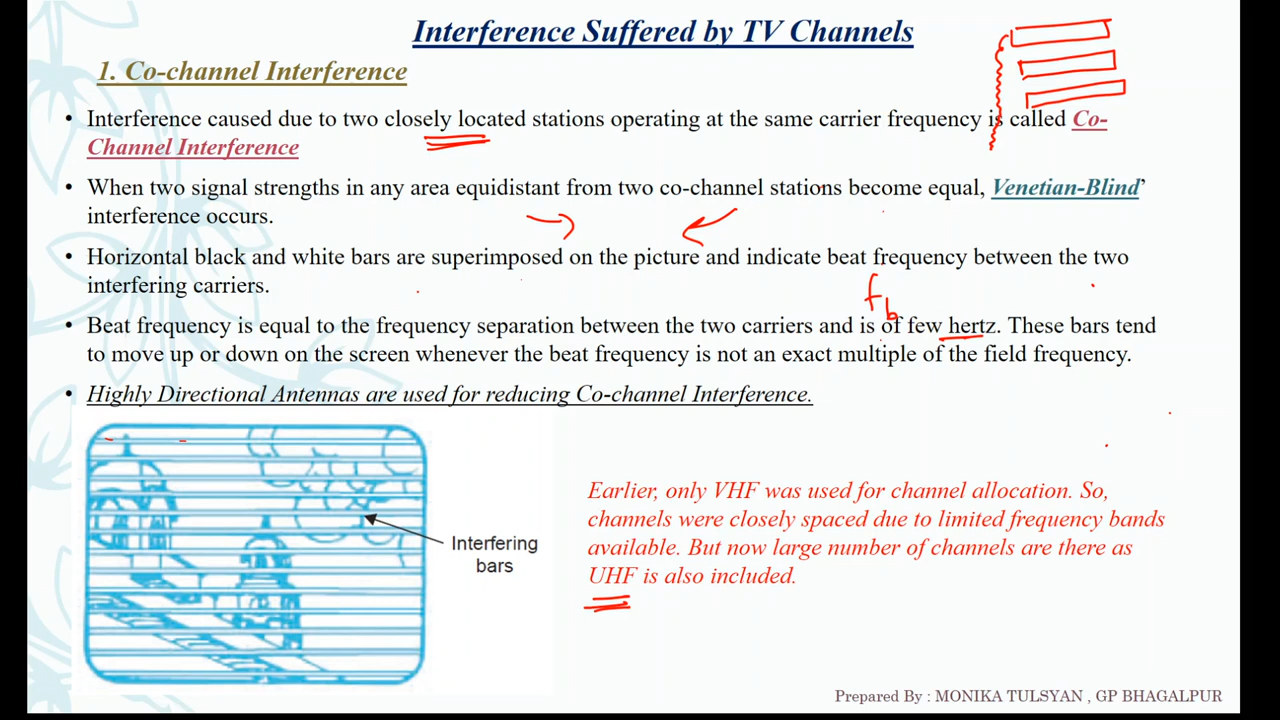 Interference Suffered by TV Channels
1. Co-channel Interference
• Interference caused due to two closely located stations operating at the same carrier frequency is called Co-
Channel Interference
• When two signal strengths in any area equidistant from two co-channel stations become equal, Venetian-Blind’
interference occurs.
• Horizontal black and white bars are superimposed on the picture and indicate beat frequency between the two
interfering carriers.
fb
• Beat frequency is equal to the frequency separation between the two carriers and is of few hertz. These bars tend
to move up or down on the screen whenever the beat frequency is not an exact multiple of the field frequency.
• Highly Directional Antennas are used for reducing Co-channel Interference.
Interfering
bars
Earlier, only VHF was used for channel allocation. So,
channels were closely spaced due to limited frequency bands
available. But now large number of channels are there as
UHF is also included.
Prepared By : MONIKA TULSYAN , GP BHAGALPUR